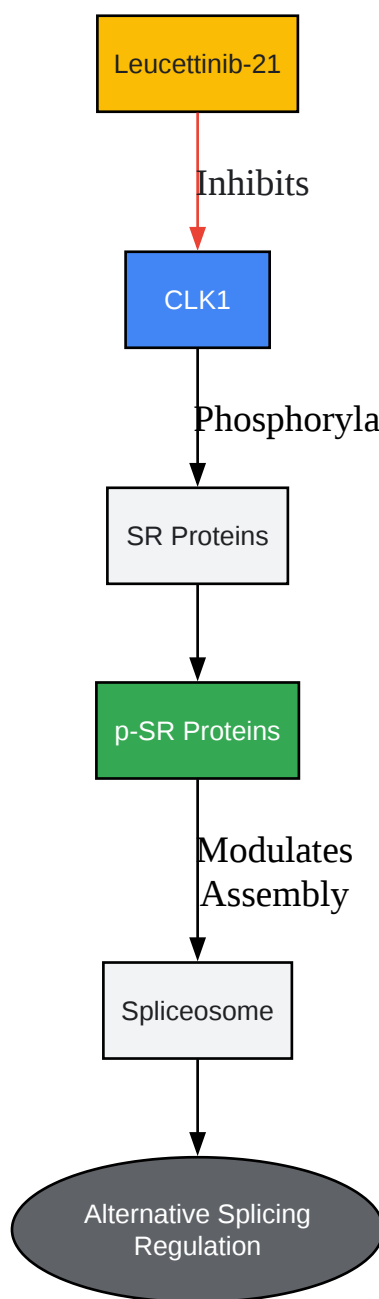 Leucettinib-21
Inhibits
CLK1
Phosphoryla
SR Proteins
p-SR Proteins
Modulates
Assembly
Spliceosome
Alternative Splicing
Regulation